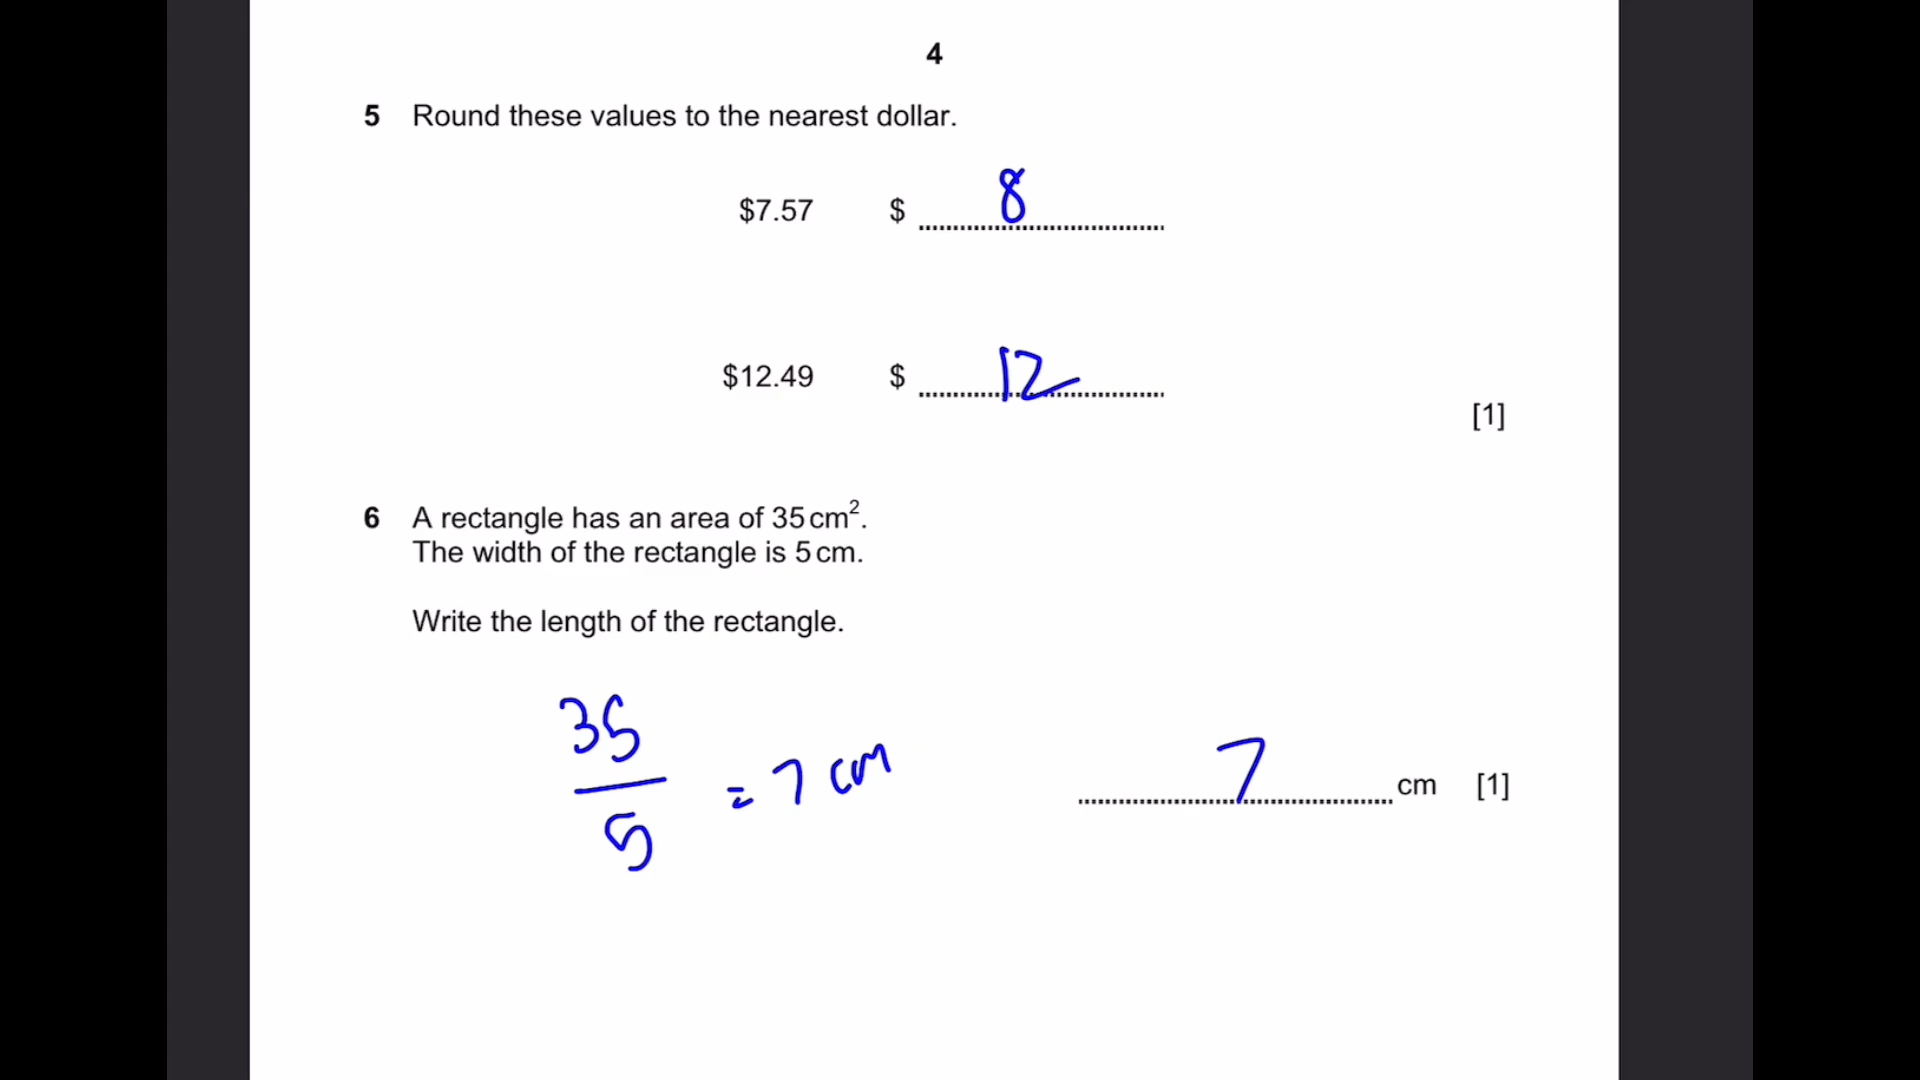 4
5 Round these values to the nearest dollar.
$7.57 $ 8
$12.49 $ 12
[1]
6 A rectangle has an area of 35 cm².
The width of the rectangle is 5 cm.
Write the length of the rectangle.
35
5
= 7 cm
7 cm [1]